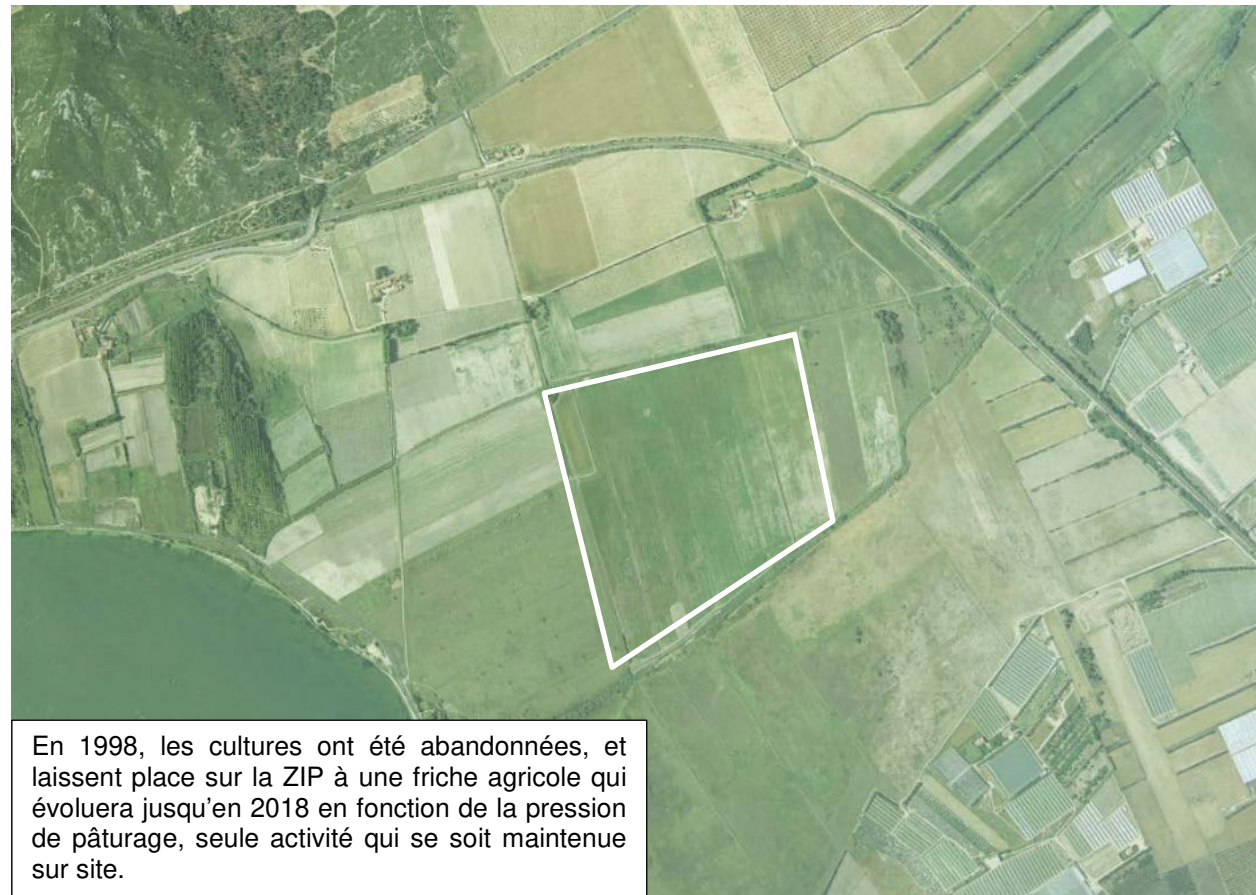 En 1998, les cultures ont été abandonnées, et
laissent place sur la ZIP à une friche agricole qui
évoluera jusqu'en 2018 en fonction de la pression
de pâturage, seule activité qui se soit maintenue
sur site.